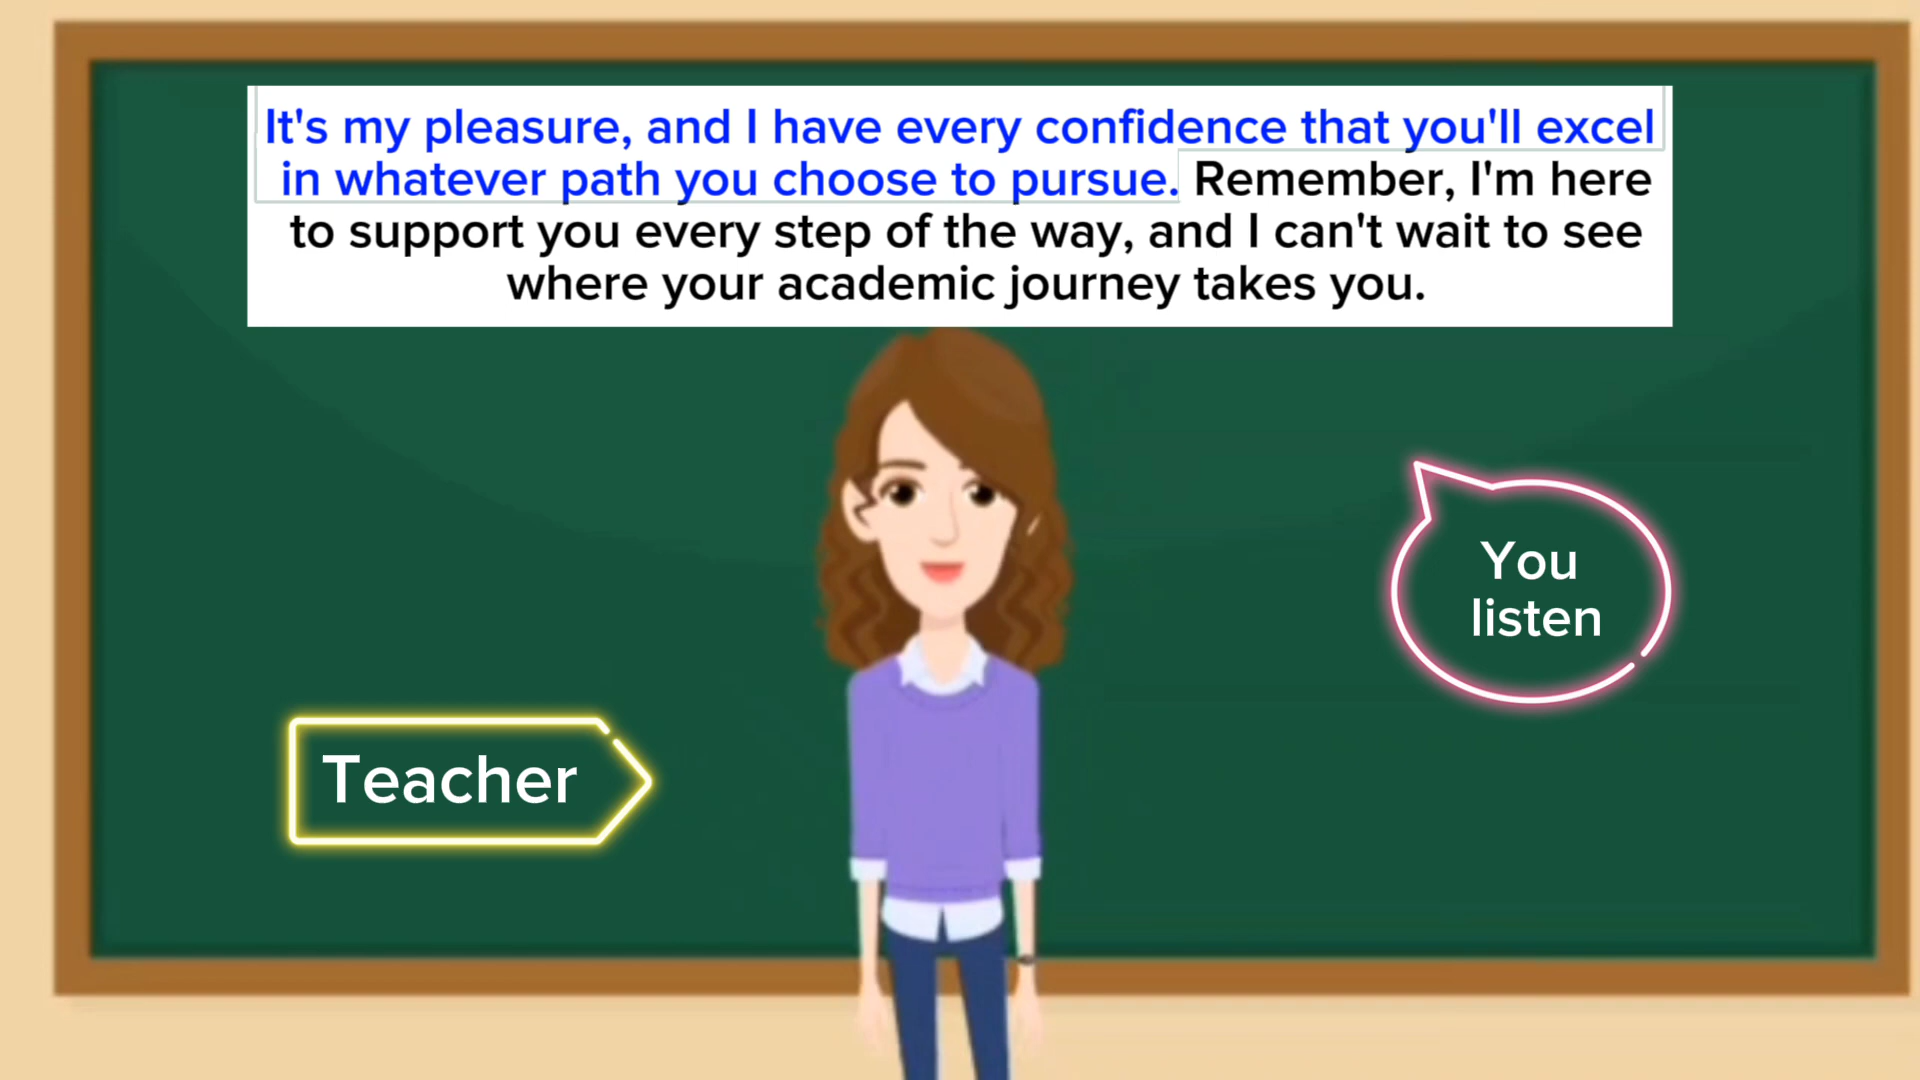 It's my pleasure, and I have every confidence that you'll excel
in whatever path you choose to pursue. Remember, I'm here
to support you every step of the way, and I can't wait to see
where your academic journey takes you.
You
listen
Teacher